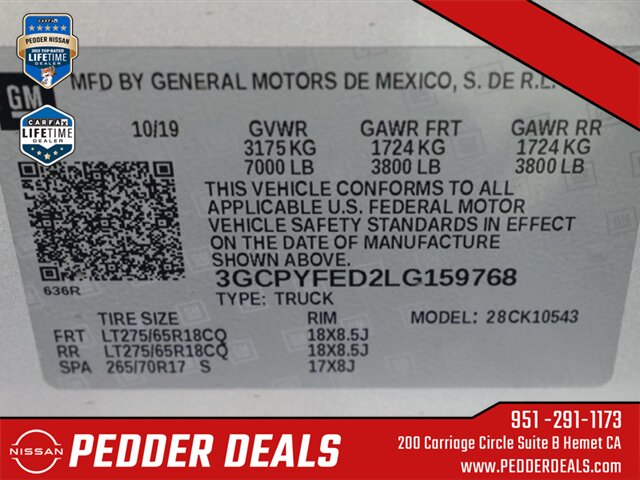 CARFAX
PEDDER NISSAN
2023 TOP-RATED
LIFETIME
DEALER
GM
MFD BY GENERAL MOTORS DE MEXICO, S. DE R.L.
CARFAX
LIFETIME
DEALER
10/19 GVWR GAWR FRT GAWR RR
3175 KG 1724 KG 1724 KG
7000 LB 3800 LB 3800 LB
THIS VEHICLE CONFORMS TO ALL
APPLICABLE U.S. FEDERAL MOTOR
VEHICLE SAFETY STANDARDS IN EFFECT
ON THE DATE OF MANUFACTURE
SHOWN ABOVE.
636R
3GCPYFED2LG159768
TYPE: TRUCK
TIRE SIZE RIM MODEL: 28CK10543
FRT LT275/65R18CQ 18X8.5J
RR LT275/65R18CQ 18X8.5J
SPA 265/70R17 S 17X8J
NISSAN
PEDDER DEALS
951 -291-1173
200 Carriage Circle Suite B Hemet CA
www.PEDDERDEALS.com